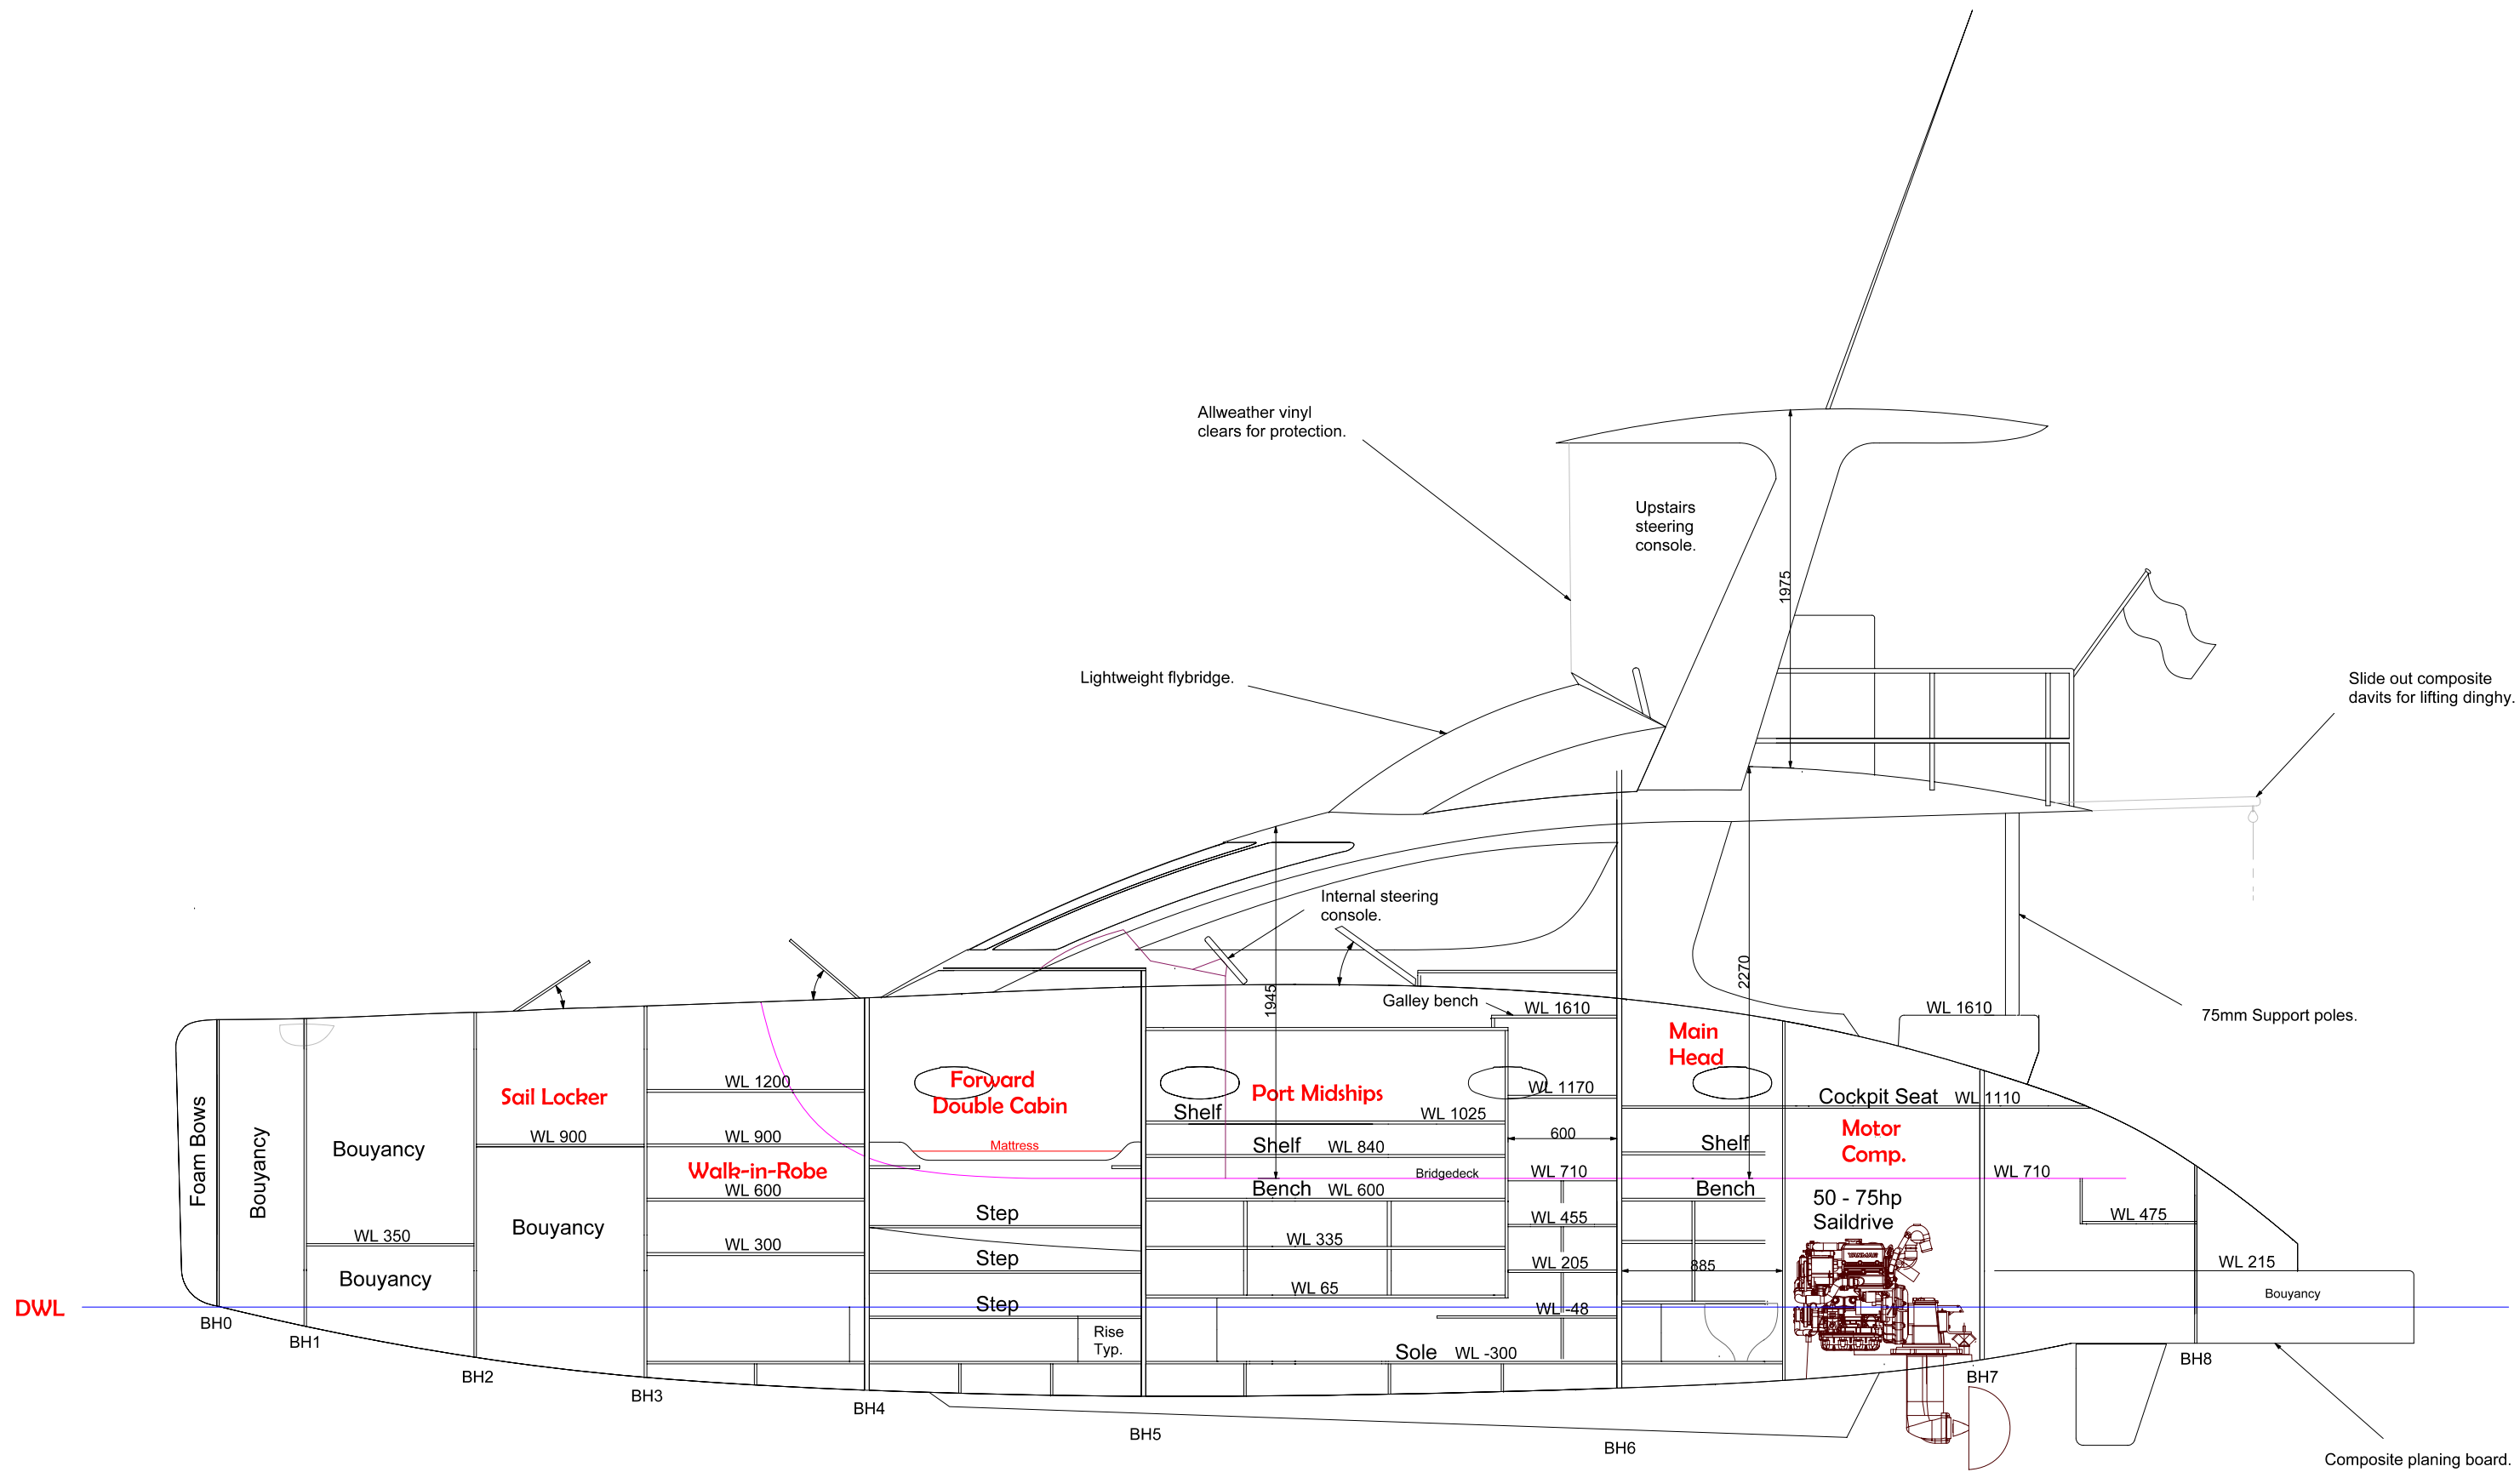 Allweather vinyl
clears for protection.
Upstairs
steering
console.
1975
Lightweight flybridge.
Slide out composite
davits for lifting dinghy.
Internal steering
console.
1945
2270
Galley bench
WL 1610
WL 1610
75mm Support poles.
Main
Head
Foam Bows
Bouyancy
Bouyancy
Sail Locker
WL 1200
Forward
Double Cabin
Port Midships
WL 1170
Shelf
WL 1025
Cockpit Seat WL 1110
WL 900
WL 900
Mattress
Shelf WL 840
600
Shelf
Motor
Comp.
Walk-in-Robe
WL 600
Bridgedeck
WL 710
WL 710
Bench WL 600
Bench
50 - 75hp
Saildrive
Bouyancy
Step
WL 455
WL 475
WL 350
WL 300
WL 335
YANMAR
Bouyancy
Step
WL 205
885
WL 215
WL 65
Bouyancy
DWL
Step
WL -48
Rise
Typ.
Sole WL -300
BH0
BH1
BH2
BH3
BH4
BH5
BH6
BH7
BH8
Composite planing board.